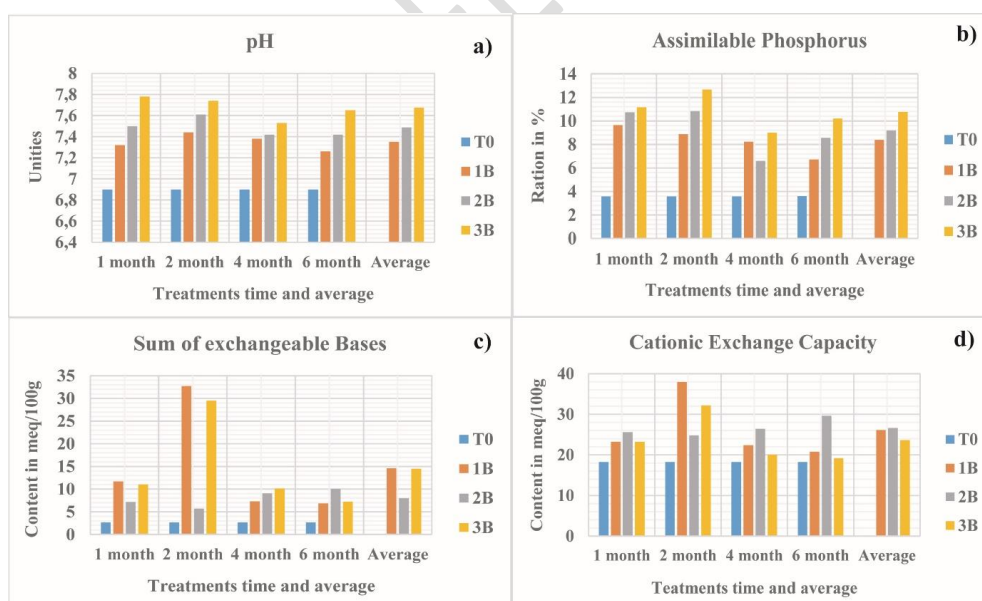 pH
a)
8
7,8
7,6
7,4
7,2
7
6,8
6,6
6,4
Unities
1 month 2 month 4 month 6 month Average
Treatments time and average
T0
1B
2B
3B
Assimilable Phosphorus
b)
14
12
10
8
6
4
2
0
Ration in %
1 month 2 month 4 month 6 month Average
Treatments time and average
T0
1B
2B
3B
Sum of exchangeable Bases
c)
35
30
25
20
15
10
5
0
Content in meq/100g
1 month 2 month 4 month 6 month Average
Treatments time and average
T0
1B
2B
3B
Cationic Exchange Capacity
d)
40
30
20
10
0
Content in meq/100g
1 month 2 month 4 month 6 month Average
Teatments time and average
T0
1B
2B
3B